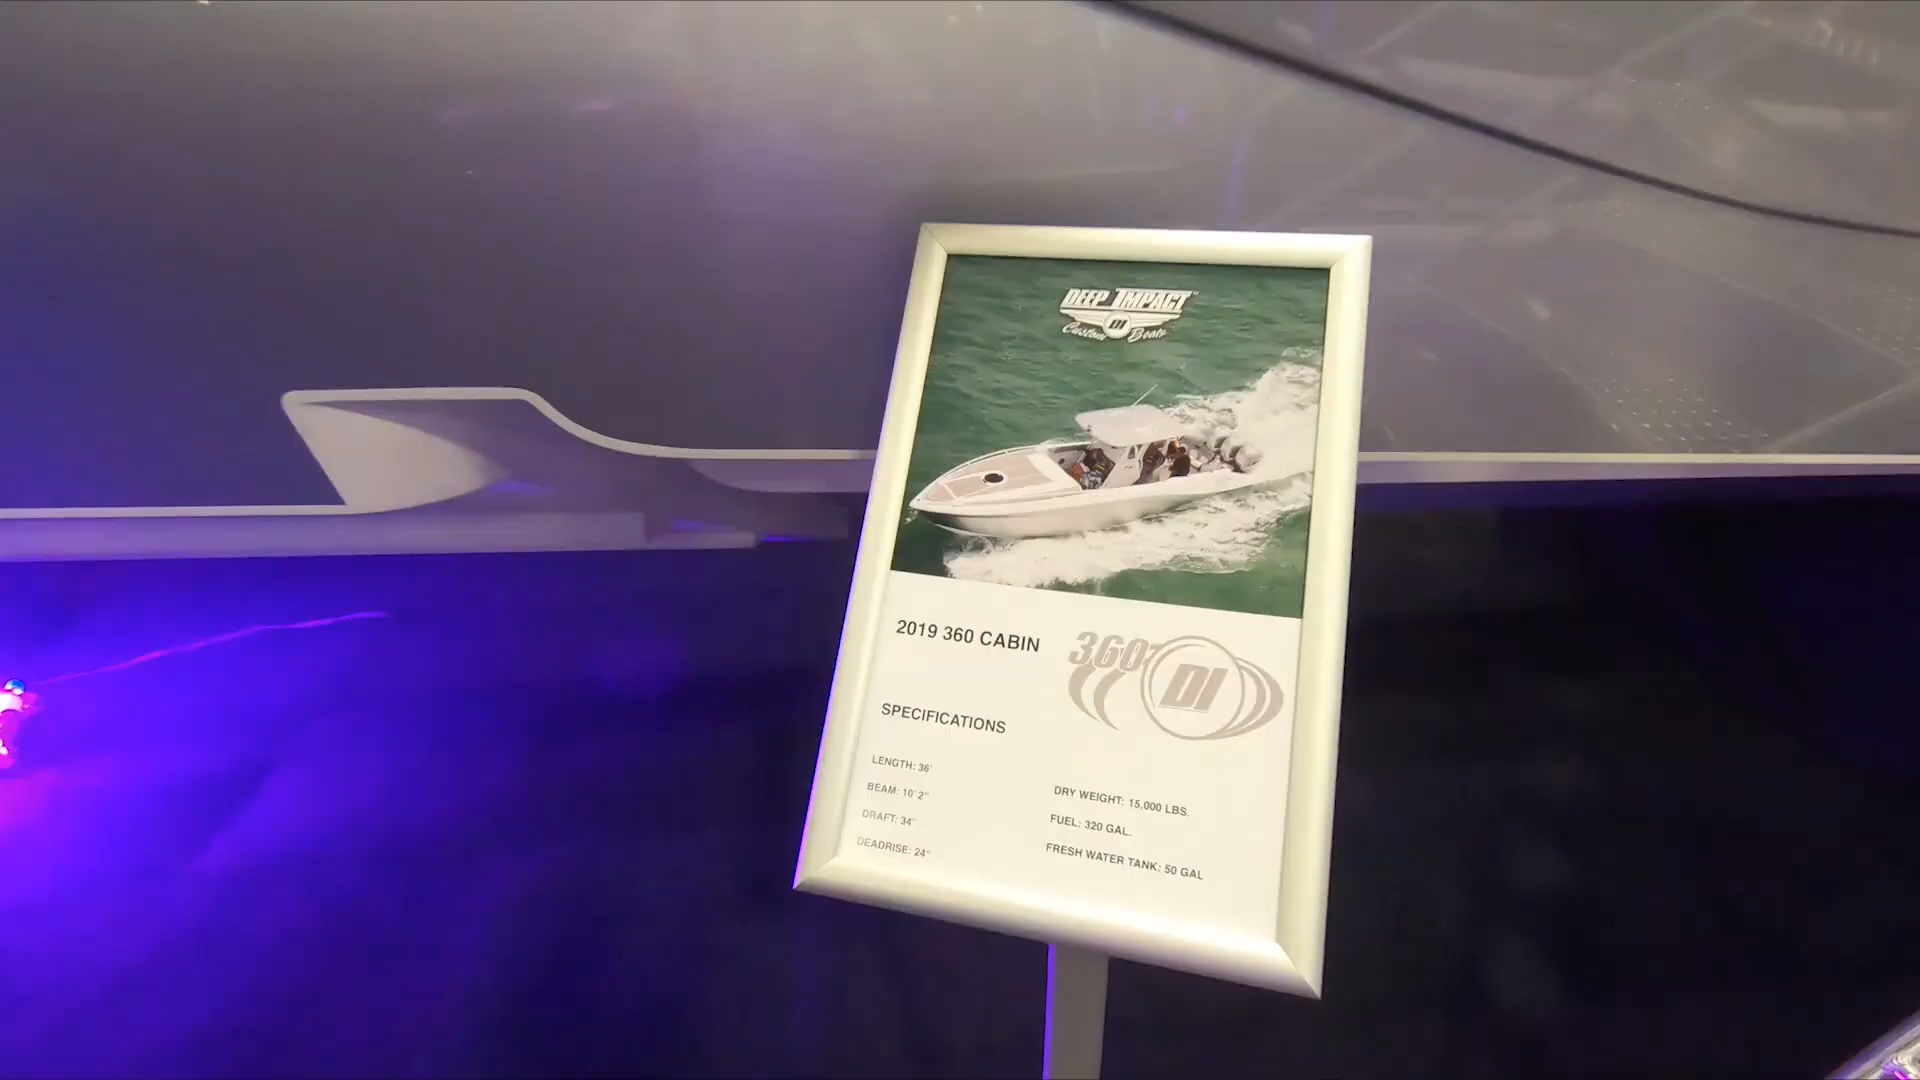 DEEP IMPACT™
DI
Custom Boats
2019 360 CABIN
360°
DI
SPECIFICATIONS
LENGTH: 36'
BEAM: 10' 2"
DRAFT: 34"
DEADRISE: 24"
DRY WEIGHT: 15,000 LBS.
FUEL: 320 GAL.
FRESH WATER TANK: 50 GAL